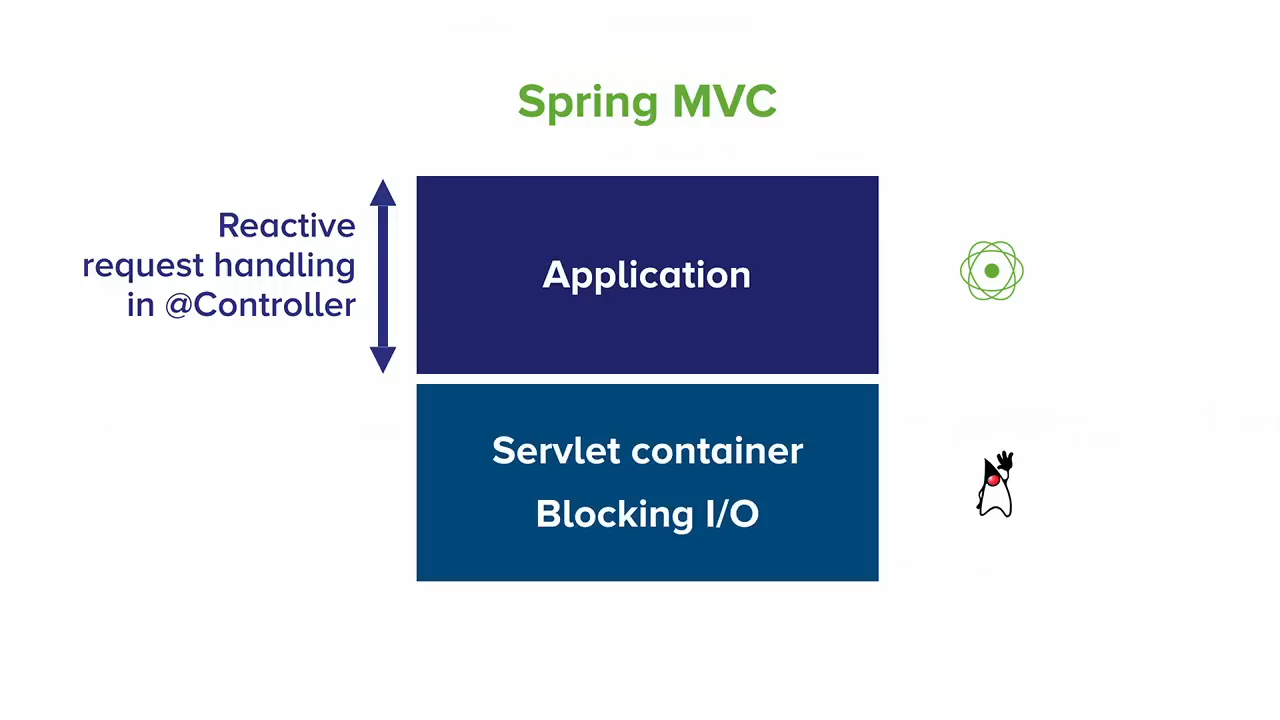 Spring MVC
Reactive
request handling
in @Controller
Application
Servlet container
Blocking I/O